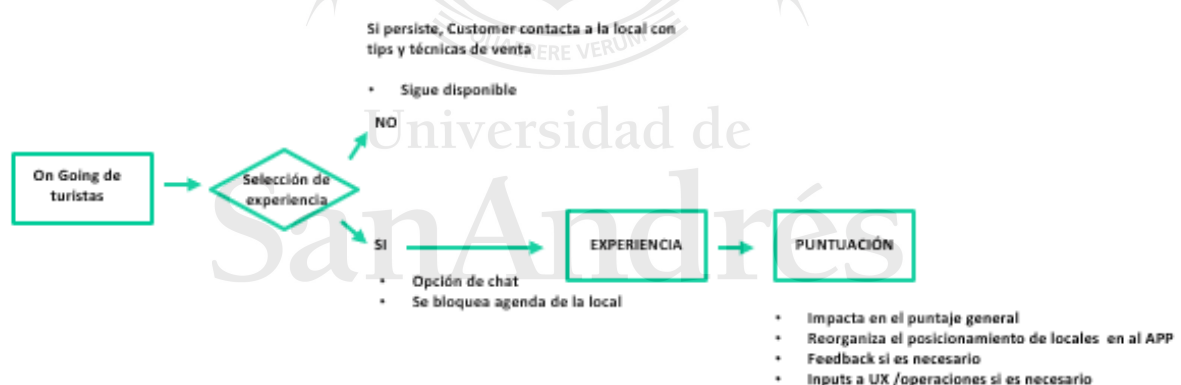 Si persiste, Customer contacta a la local con
tips y técnicas de venta
QUAERERE VERUM
• Sigue disponible
NO
Universidad de
SanAndrés
On Going de
turistas
Selección de
experiencia
SI
EXPERIENCIA
PUNTUACIÓN
• Opción de chat
• Se bloquea agenda de la local
• Impacta en el puntaje general
• Reorganiza el posicionamiento de locales en al APP
• Feedback si es necesario
• Inputs a UX /operaciones si es necesario